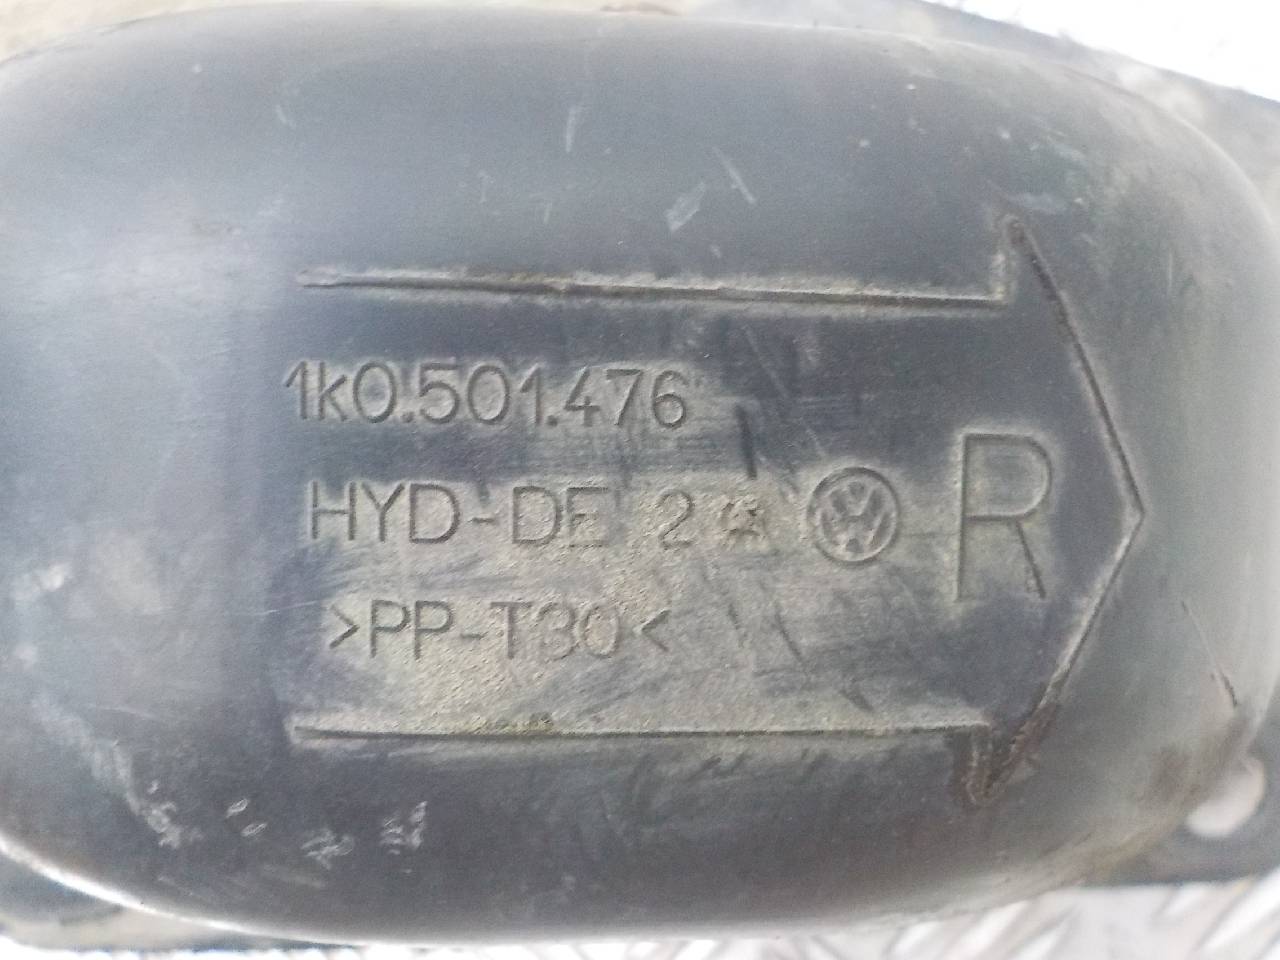 1k0.501.476
HYD-DE 2
R
>PP-T30<